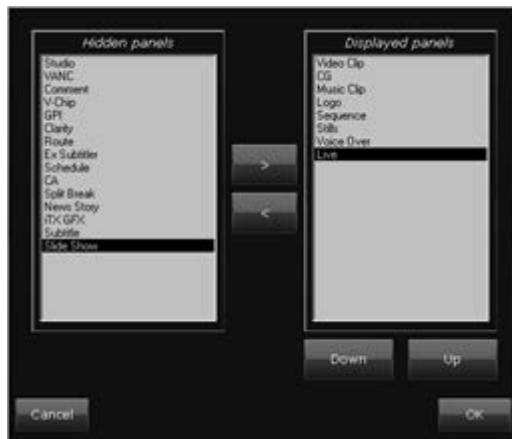 Hidden panels
Studio
VANC
Comment
V-Chip
GPI
Clarity
Route
Ex Subtitler
Schedule
CA
Split Break
News Story
iTX GFX
Subtitle
Slide Show
>
<
Displayed panels
Video Clip
CG
Music Clip
Logo
Sequence
Stills
Voice Over
Live
Down
Up
Cancel
OK